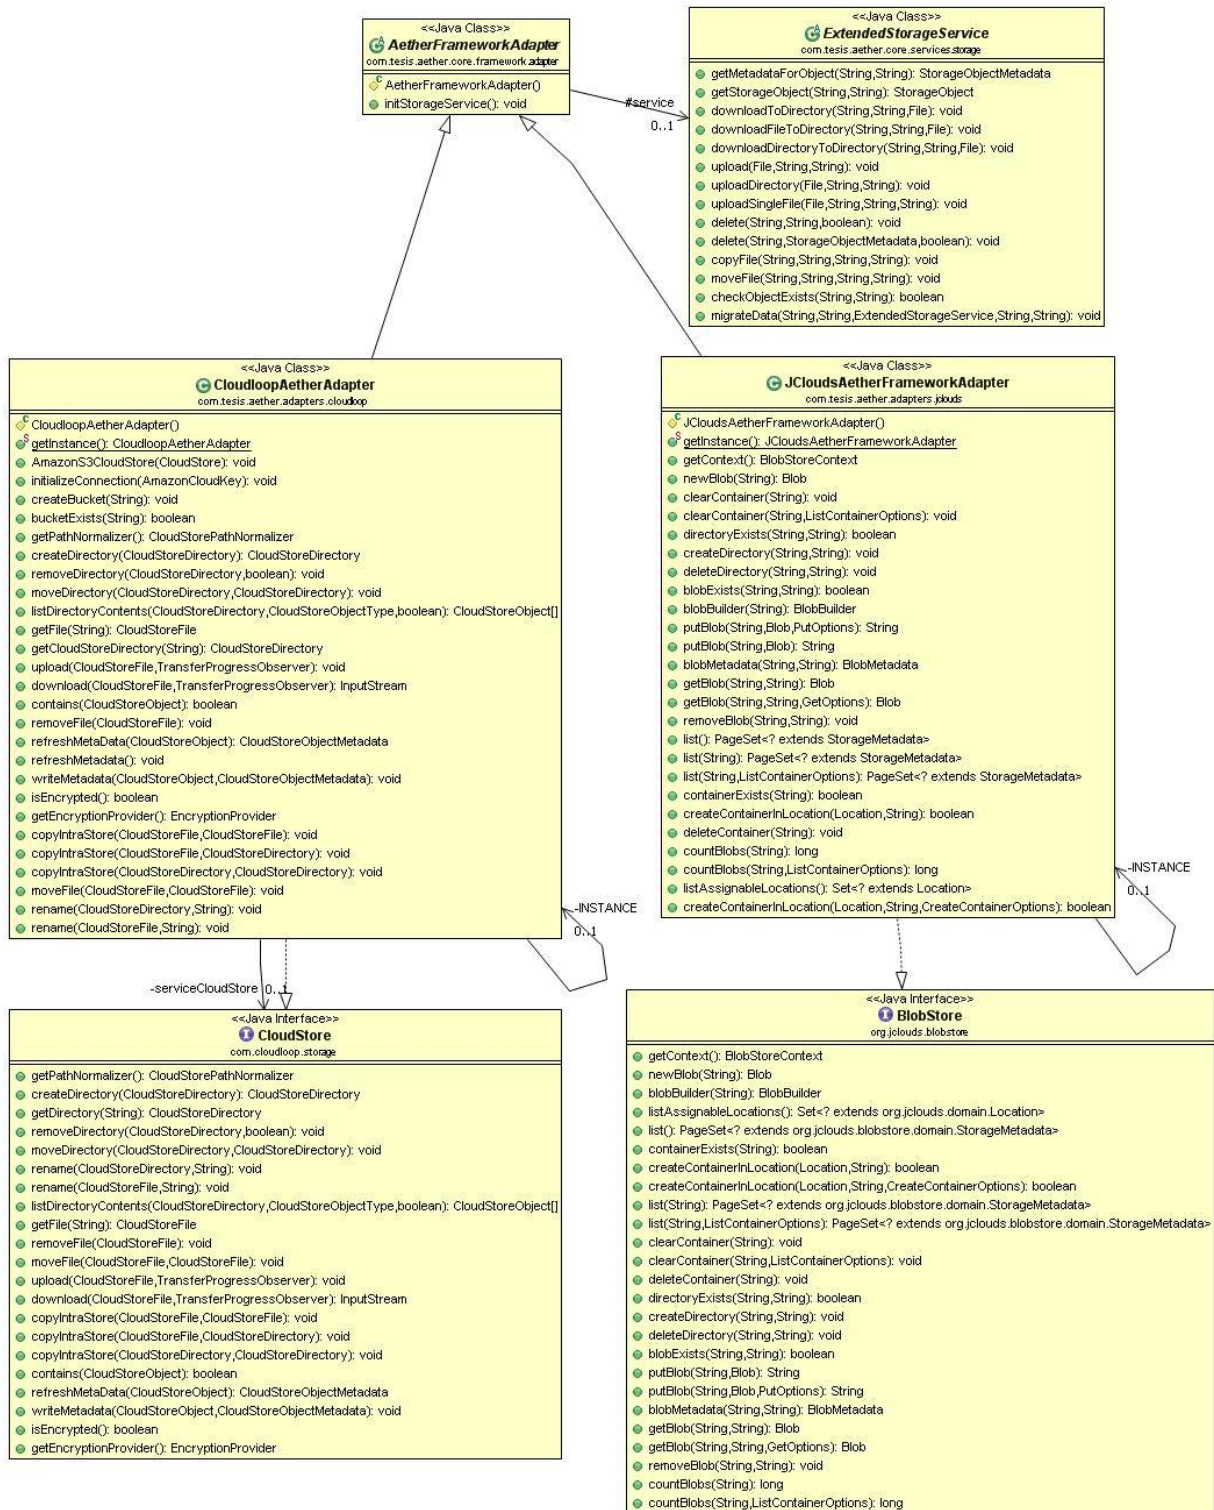 <<Java Class>>
AetherFrameworkAdapter
com.tesis.aether.core.framework.adapter
AetherFrameworkAdapter()
initStorageService(): void
#service
0..1
<<Java Class>>
ExtendedStorageService
com.tesis.aether.core.services.storage
getMetadataForObject(String,String): StorageObjectMetadata
getStorageObject(String,String): StorageObject
downloadToDirectory(String,String,File): void
downloadFileToDirectory(String,String,File): void
downloadDirectoryToDirectory(String,String,File): void
upload(File,String,String): void
uploadDirectory(File,String,String): void
uploadSingleFile(File,String,String,String): void
delete(String,String,boolean): void
delete(String,StorageObjectMetadata,boolean): void
copyFile(String,String,String,String): void
moveFile(String,String,String,String): void
checkObjectExists(String,String): boolean
migrateData(String,String,ExtendedStorageService,String,String): void
<<Java Class>>
CloudloopAetherAdapter
com.tesis.aether.adapters.cloudloop
CloudloopAetherAdapter()
getInstance(): CloudloopAetherAdapter
AmazonS3CloudStore(CloudStore): void
initializeConnection(AmazonCloudKey): void
createBucket(String): void
bucketExists(String): boolean
getPathNormalizer(): CloudStorePathNormalizer
createDirectory(CloudStoreDirectory): CloudStoreDirectory
removeDirectory(CloudStoreDirectory,boolean): void
moveDirectory(CloudStoreDirectory,CloudStoreDirectory): void
listDirectoryContents(CloudStoreDirectory,CloudStoreObjectType,boolean): CloudStoreObject[]
getFile(String): CloudStoreFile
getCloudStoreDirectory(String): CloudStoreDirectory
upload(CloudStoreFile,TransferProgressObserver): void
download(CloudStoreFile,TransferProgressObserver): InputStream
contains(CloudStoreObject): boolean
removeFile(CloudStoreFile): void
refreshMetaData(CloudStoreObject): CloudStoreObjectMetadata
refreshMetadata(): void
writeMetadata(CloudStoreObject,CloudStoreObjectMetadata): void
isEncrypted(): boolean
getEncryptionProvider(): EncryptionProvider
copyIntraStore(CloudStoreFile,CloudStoreFile): void
copyIntraStore(CloudStoreFile,CloudStoreDirectory): void
copyIntraStore(CloudStoreDirectory,CloudStoreDirectory): void
moveFile(CloudStoreFile,CloudStoreFile): void
rename(CloudStoreDirectory,String): void
rename(CloudStoreFile,String): void
-INSTANCE
0..1
<<Java Class>>
JCloudsAetherFrameworkAdapter
com.tesis.aether.adapters.jclouds
JCloudsAetherFrameworkAdapter()
getInstance(): JCloudsAetherFrameworkAdapter
getContext(): BlobStoreContext
newBlob(String): Blob
clearContainer(String): void
clearContainer(String,ListContainerOptions): void
directoryExists(String,String): boolean
createDirectory(String,String): void
deleteDirectory(String,String): void
blobExists(String,String): boolean
blobBuilder(String): BlobBuilder
putBlob(String,Blob,PutOptions): String
putBlob(String,Blob): String
blobMetadata(String,String): BlobMetadata
getBlob(String,String): Blob
getBlob(String,String,GetOptions): Blob
removeBlob(String,String): void
list(): PageSet<? extends StorageMetadata>
list(String): PageSet<? extends StorageMetadata>
list(String,ListContainerOptions): PageSet<? extends StorageMetadata>
containerExists(String): boolean
createContainerInLocation(Location,String): boolean
deleteContainer(String): void
countBlobs(String): long
countBlobs(String,ListContainerOptions): long
listAssignableLocations(): Set<? extends Location>
createContainerInLocation(Location,String,CreateContainerOptions): boolean
-INSTANCE
0..1
-serviceCloudStore 0..1
<<Java Interface>>
CloudStore
com.cloudloop.storage
getPathNormalizer(): CloudStorePathNormalizer
createDirectory(CloudStoreDirectory): CloudStoreDirectory
getDirectory(String): CloudStoreDirectory
removeDirectory(CloudStoreDirectory,boolean): void
moveDirectory(CloudStoreDirectory,CloudStoreDirectory): void
rename(CloudStoreDirectory,String): void
rename(CloudStoreFile,String): void
listDirectoryContents(CloudStoreDirectory,CloudStoreObjectType,boolean): CloudStoreObject[]
getFile(String): CloudStoreFile
removeFile(CloudStoreFile): void
moveFile(CloudStoreFile,CloudStoreFile): void
upload(CloudStoreFile,TransferProgressObserver): void
download(CloudStoreFile,TransferProgressObserver): InputStream
copyIntraStore(CloudStoreFile,CloudStoreFile): void
copyIntraStore(CloudStoreFile,CloudStoreDirectory): void
copyIntraStore(CloudStoreDirectory,CloudStoreDirectory): void
contains(CloudStoreObject): boolean
refreshMetaData(CloudStoreObject): CloudStoreObjectMetadata
writeMetadata(CloudStoreObject,CloudStoreObjectMetadata): void
isEncrypted(): boolean
getEncryptionProvider(): EncryptionProvider
<<Java Interface>>
BlobStore
org.jclouds.blobstore
getContext(): BlobStoreContext
newBlob(String): Blob
blobBuilder(String): BlobBuilder
listAssignableLocations(): Set<? extends org.jclouds.domain.Location>
list(): PageSet<? extends org.jclouds.blobstore.domain.StorageMetadata>
containerExists(String): boolean
createContainerInLocation(Location,String): boolean
createContainerInLocation(Location,String,CreateContainerOptions): boolean
list(String): PageSet<? extends org.jclouds.blobstore.domain.StorageMetadata>
list(String,ListContainerOptions): PageSet<? extends org.jclouds.blobstore.domain.StorageMetadata>
clearContainer(String): void
clearContainer(String,ListContainerOptions): void
deleteContainer(String): void
directoryExists(String,String): boolean
createDirectory(String,String): void
deleteDirectory(String,String): void
blobExists(String,String): boolean
putBlob(String,Blob): String
putBlob(String,Blob,PutOptions): String
blobMetadata(String,String): BlobMetadata
getBlob(String,String): Blob
getBlob(String,String,GetOptions): Blob
removeBlob(String,String): void
countBlobs(String): long
countBlobs(String,ListContainerOptions): long